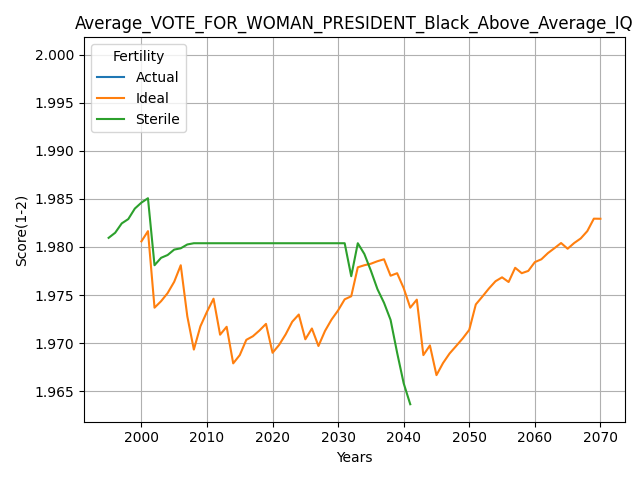 Average_VOTE_FOR_WOMAN_PRESIDENT_Black_Above_Average_IQ
Fertility
Actual
Ideal
Sterile
2.000
1.995
1.990
1.985
1.980
1.975
1.970
1.965
Score(1-2)
2000 2010 2020 2030 2040 2050 2060 2070
Years